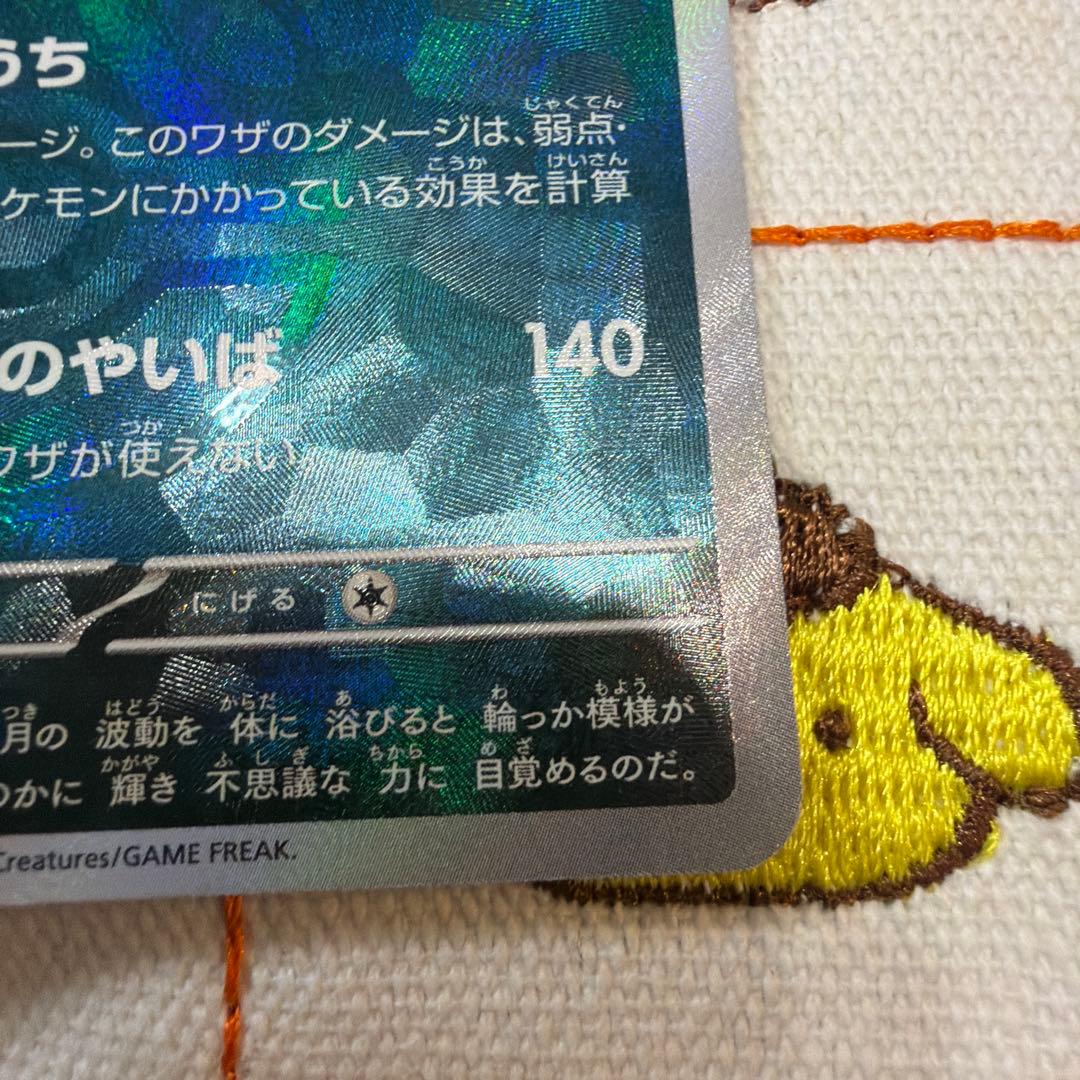 うち
ージ。このワザのダメージは、弱点・
ケモンにかかっている効果を計算
のやいば 140
ワザが使えない。
にげる
月の 波動を 体に 浴びると 輪っか模様が
のかに 輝き 不思議な 力に 目覚めるのだ。
Creatures/GAME FREAK.